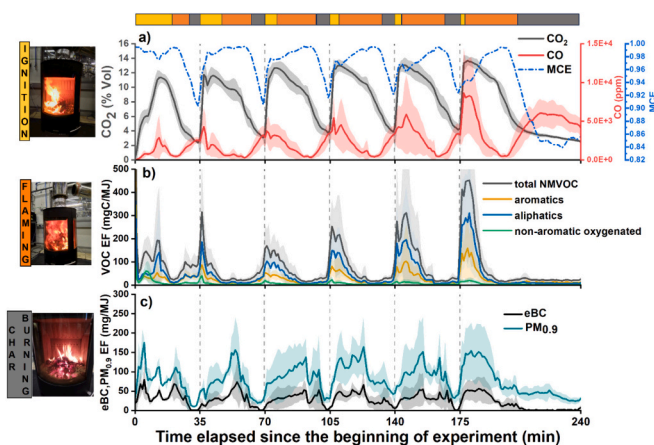 IGNITION
FLAMING
CHAR
BURNING
a)
CO₂
CO
MCE
CO₂ (% Vol)
16
14
12
10
8
6
4
2
0
1.5E+4
1.0E+4
5.0E+3
0.0E+0
CO (ppm)
1.00
0.98
0.96
0.94
0.92
0.90
0.88
0.86
0.84
0.82
MCE
b)
total NMVOC
aromatics
aliphatics
non-aromatic oxygenated
VOC EF (mgC/MJ)
500
400
300
200
100
0
c)
eBC
PM₀.₉
eBC,PM₀.₉ EF (mg/MJ)
300
250
200
150
100
50
0
0 35 70 105 140 175 240
Time elapsed since the beginning of experiment (min)